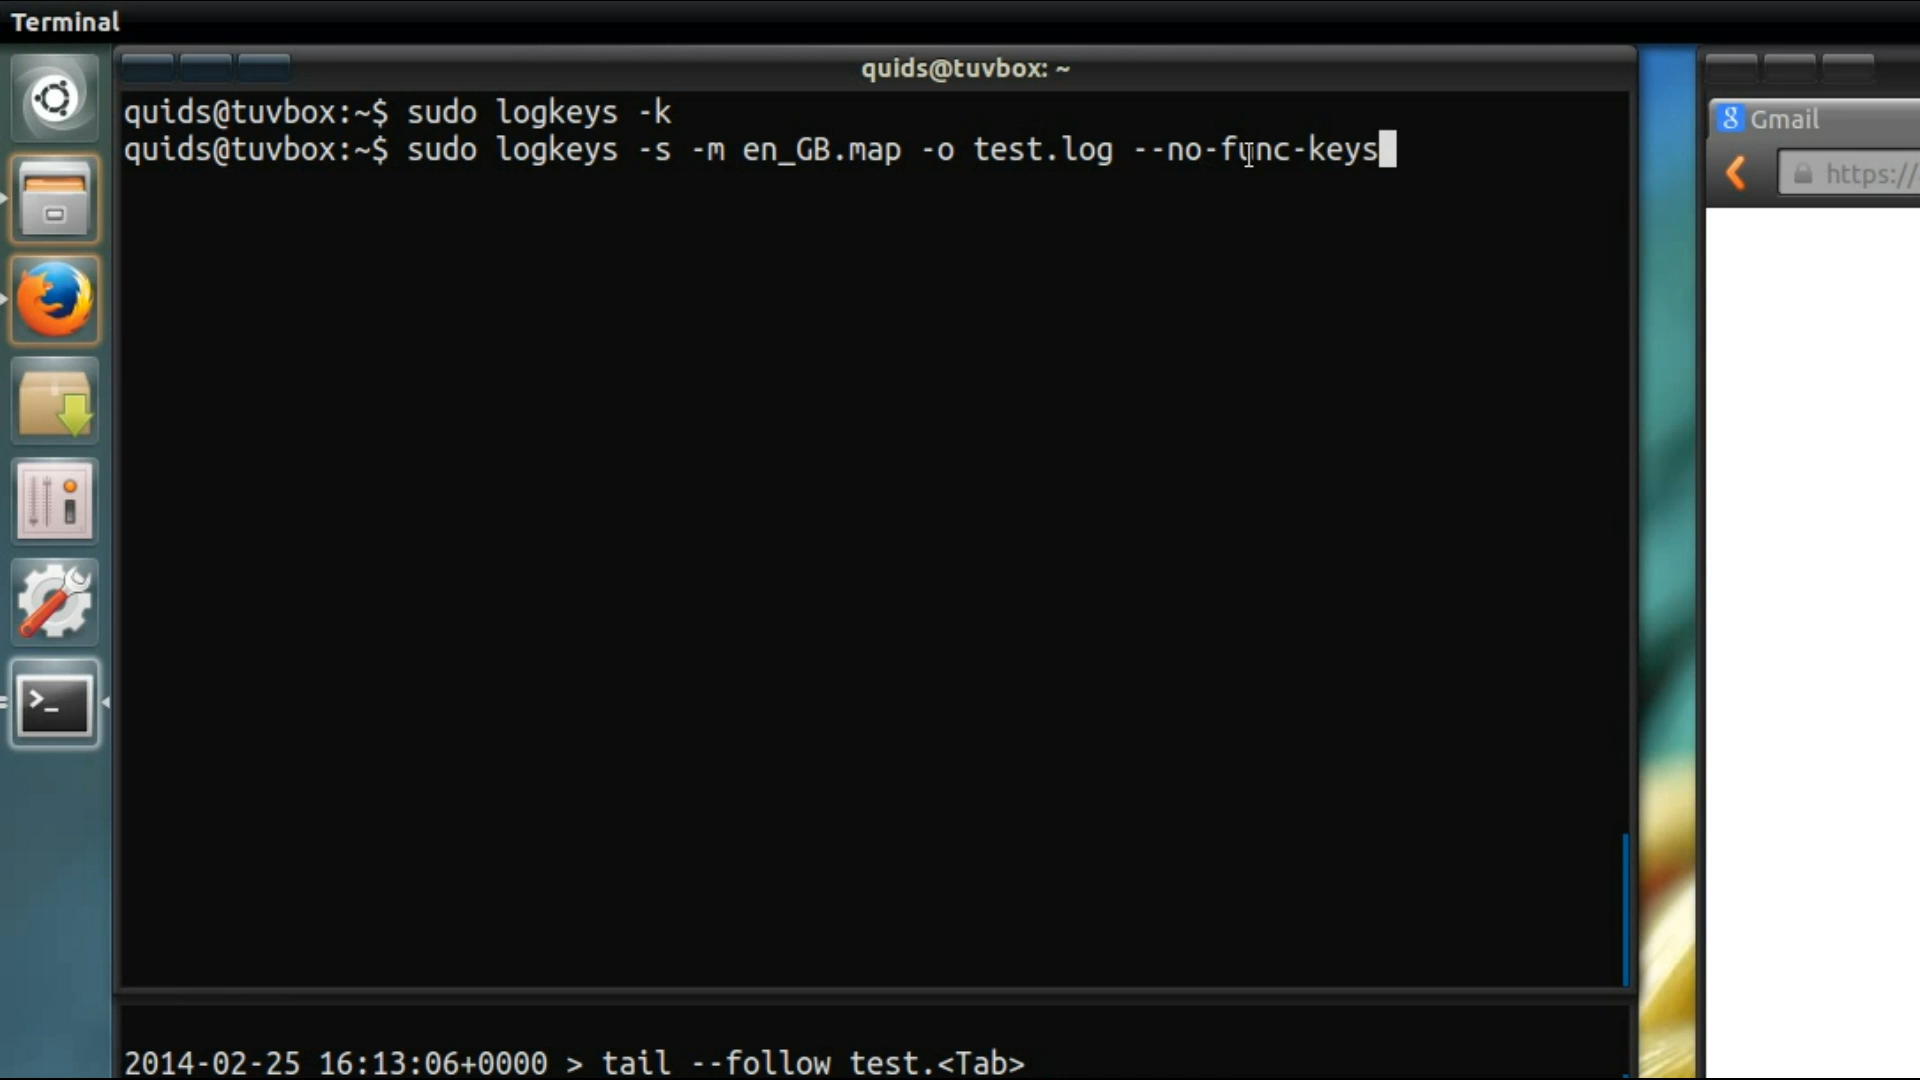 Terminal
quids@tuvbox: ~
quids@tuvbox:~$ sudo logkeys -k
quids@tuvbox:~$ sudo logkeys -s -m en_GB.map -o test.log --no-func-keys
8 Gmail
https://
>_
2014-02-25 16:13:06+0000 > tail --follow test.<Tab>